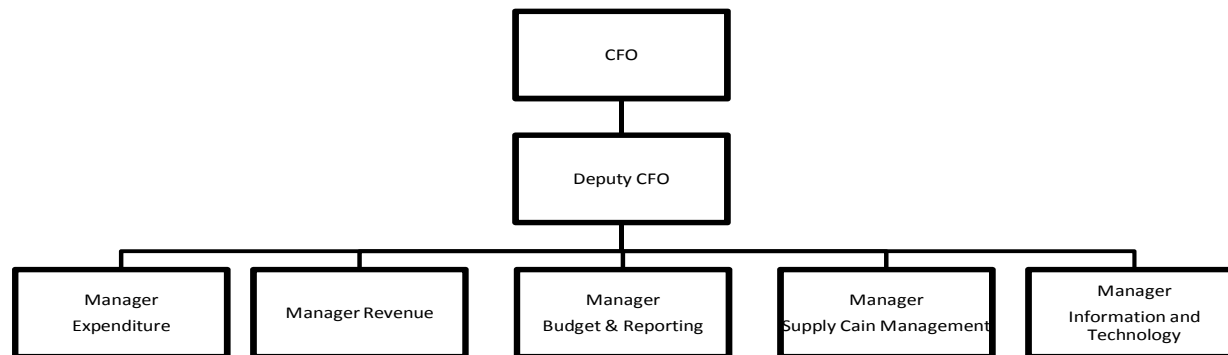 CFO
Deputy CFO
Manager
Expenditure
Manager Revenue
Manager
Budget & Reporting
Manager
Supply Cain Management
Manager
Information and
Technology